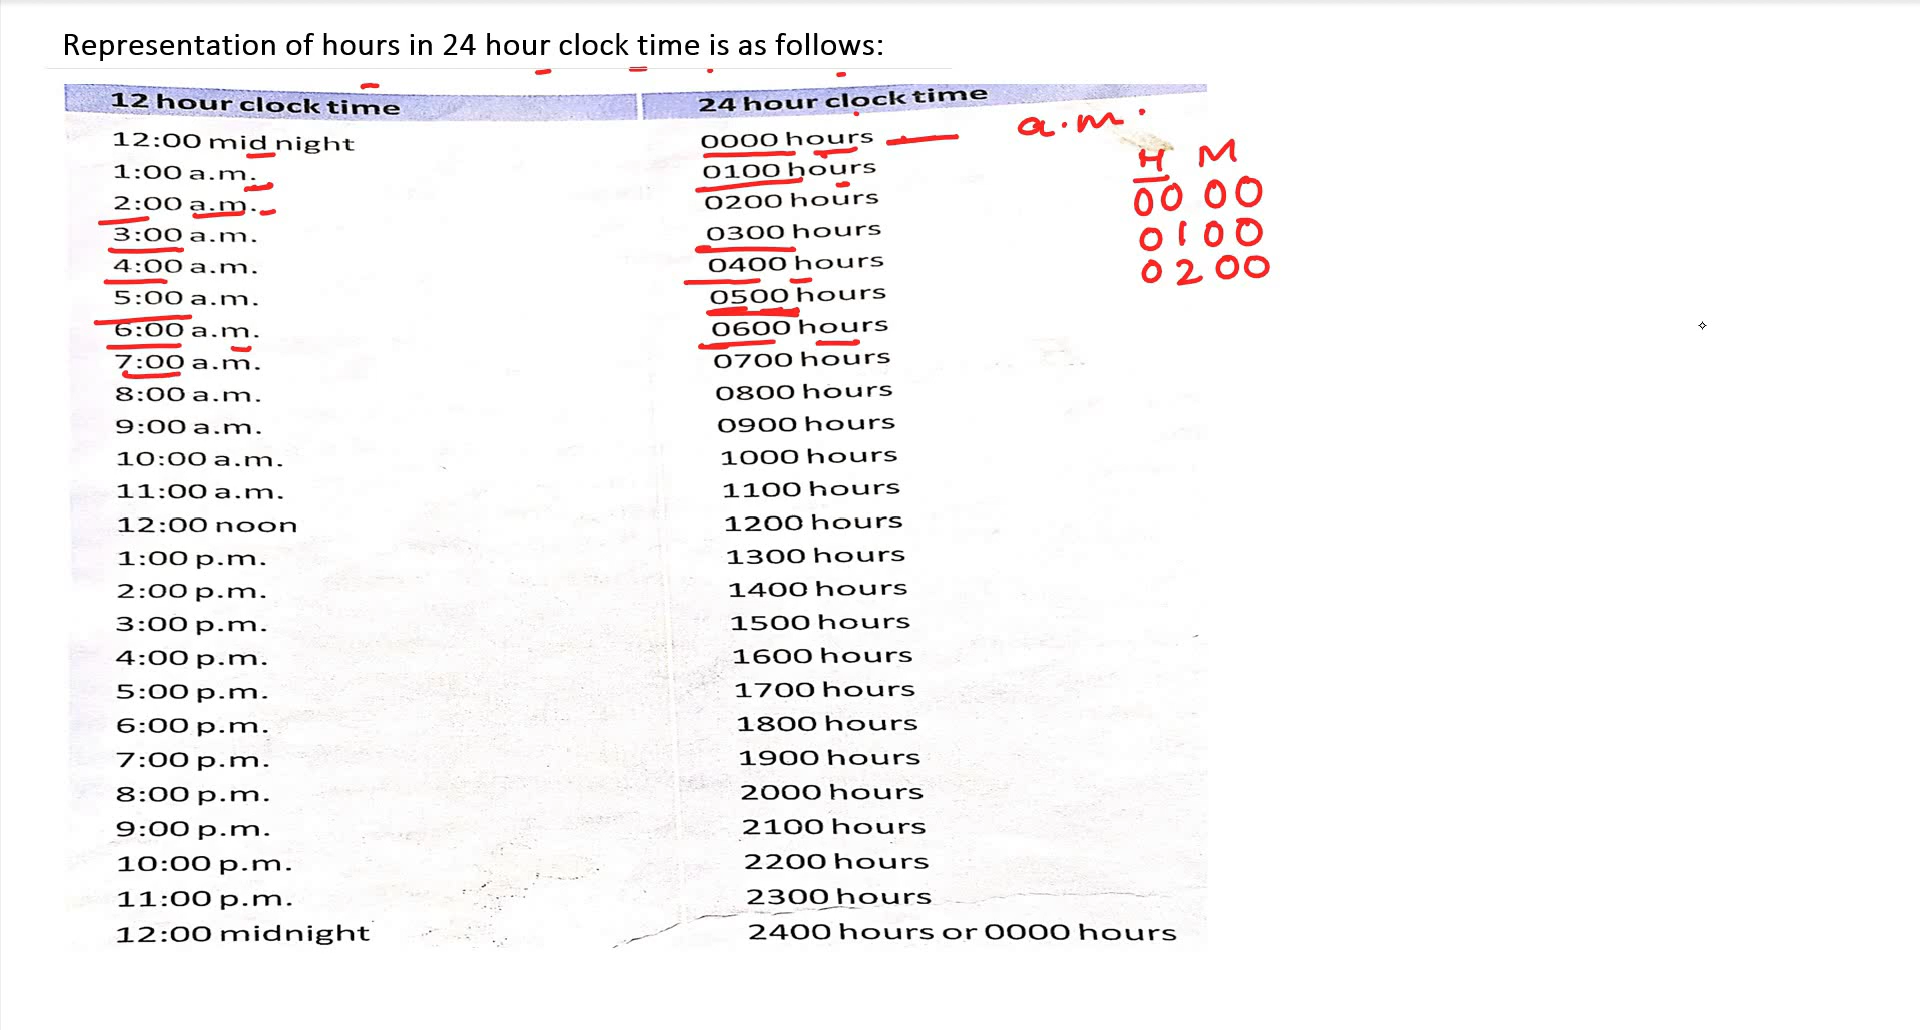 Representation of hours in 24 hour clock time is as follows:
12 hour clock time 24 hour clock time
12:00 mid night 0000 hours a.m.
1:00 a.m. 0100 hours H M
2:00 a.m. 0200 hours 00 00
3:00 a.m. 0300 hours 0100
4:00 a.m. 0400 hours 0200
5:00 a.m. 0500 hours
6:00 a.m. 0600 hours
7:00 a.m. 0700 hours
8:00 a.m. 0800 hours
9:00 a.m. 0900 hours
10:00 a.m. 1000 hours
11:00 a.m. 1100 hours
12:00 noon 1200 hours
1:00 p.m. 1300 hours
2:00 p.m. 1400 hours
3:00 p.m. 1500 hours
4:00 p.m. 1600 hours
5:00 p.m. 1700 hours
6:00 p.m. 1800 hours
7:00 p.m. 1900 hours
8:00 p.m. 2000 hours
9:00 p.m. 2100 hours
10:00 p.m. 2200 hours
11:00 p.m. 2300 hours
12:00 midnight 2400 hours or 0000 hours